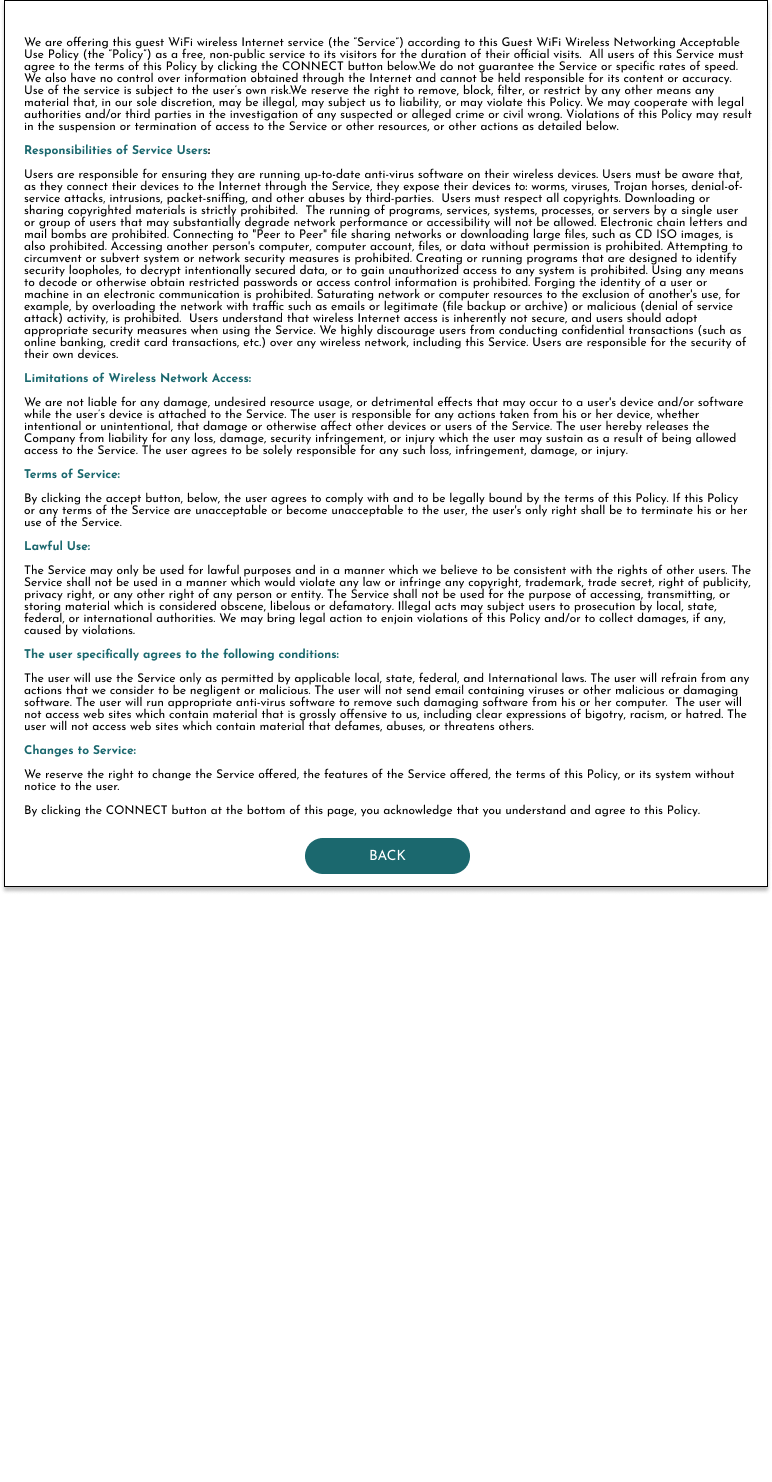 We are offering this guest WiFi wireless Internet service (the “Service”) according to this Guest WiFi Wireless Networking Acceptable
Use Policy (the “Policy”) as a free, non-public service to its visitors for the duration of their official visits.  All users of this Service must
agree to the terms of this Policy by clicking the CONNECT button below.We do not guarantee the Service or specific rates of speed.
We also have no control over information obtained through the Internet and cannot be held responsible for its content or accuracy.
Use of the service is subject to the user’s own risk.We reserve the right to remove, block, filter, or restrict by any other means any
material that, in our sole discretion, may be illegal, may subject us to liability, or may violate this Policy. We may cooperate with legal
authorities and/or third parties in the investigation of any suspected or alleged crime or civil wrong. Violations of this Policy may result
in the suspension or termination of access to the Service or other resources, or other actions as detailed below.
Responsibilities of Service Users:
Users are responsible for ensuring they are running up-to-date anti-virus software on their wireless devices. Users must be aware that,
as they connect their devices to the Internet through the Service, they expose their devices to: worms, viruses, Trojan horses, denial-of-
service attacks, intrusions, packet-sniffing, and other abuses by third-parties.  Users must respect all copyrights. Downloading or
sharing copyrighted materials is strictly prohibited.  The running of programs, services, systems, processes, or servers by a single user
or group of users that may substantially degrade network performance or accessibility will not be allowed. Electronic chain letters and
mail bombs are prohibited. Connecting to "Peer to Peer" file sharing networks or downloading large files, such as CD ISO images, is
also prohibited. Accessing another person's computer, computer account, files, or data without permission is prohibited. Attempting to
circumvent or subvert system or network security measures is prohibited. Creating or running programs that are designed to identify
security loopholes, to decrypt intentionally secured data, or to gain unauthorized access to any system is prohibited. Using any means
to decode or otherwise obtain restricted passwords or access control information is prohibited. Forging the identity of a user or
machine in an electronic communication is prohibited. Saturating network or computer resources to the exclusion of another's use, for
example, by overloading the network with traffic such as emails or legitimate (file backup or archive) or malicious (denial of service
attack) activity, is prohibited.  Users understand that wireless Internet access is inherently not secure, and users should adopt
appropriate security measures when using the Service. We highly discourage users from conducting confidential transactions (such as
online banking, credit card transactions, etc.) over any wireless network, including this Service. Users are responsible for the security of
their own devices.
Limitations of Wireless Network Access:
We are not liable for any damage, undesired resource usage, or detrimental effects that may occur to a user's device and/or software
while the user’s device is attached to the Service. The user is responsible for any actions taken from his or her device, whether
intentional or unintentional, that damage or otherwise affect other devices or users of the Service. The user hereby releases the
Company from liability for any loss, damage, security infringement, or injury which the user may sustain as a result of being allowed
access to the Service. The user agrees to be solely responsible for any such loss, infringement, damage, or injury.
Terms of Service:
By clicking the accept button, below, the user agrees to comply with and to be legally bound by the terms of this Policy. If this Policy
or any terms of the Service are unacceptable or become unacceptable to the user, the user's only right shall be to terminate his or her
use of the Service.
Lawful Use:
The Service may only be used for lawful purposes and in a manner which we believe to be consistent with the rights of other users. The
Service shall not be used in a manner which would violate any law or infringe any copyright, trademark, trade secret, right of publicity,
privacy right, or any other right of any person or entity. The Service shall not be used for the purpose of accessing, transmitting, or
storing material which is considered obscene, libelous or defamatory. Illegal acts may subject users to prosecution by local, state,
federal, or international authorities. We may bring legal action to enjoin violations of this Policy and/or to collect damages, if any,
caused by violations.
The user specifically agrees to the following conditions:
The user will use the Service only as permitted by applicable local, state, federal, and International laws. The user will refrain from any
actions that we consider to be negligent or malicious. The user will not send email containing viruses or other malicious or damaging
software. The user will run appropriate anti-virus software to remove such damaging software from his or her computer.  The user will
not access web sites which contain material that is grossly offensive to us, including clear expressions of bigotry, racism, or hatred. The
user will not access web sites which contain material that defames, abuses, or threatens others.
Changes to Service:
We reserve the right to change the Service offered, the features of the Service offered, the terms of this Policy, or its system without
notice to the user.
By clicking the CONNECT button at the bottom of this page, you acknowledge that you understand and agree to this Policy.
BACK